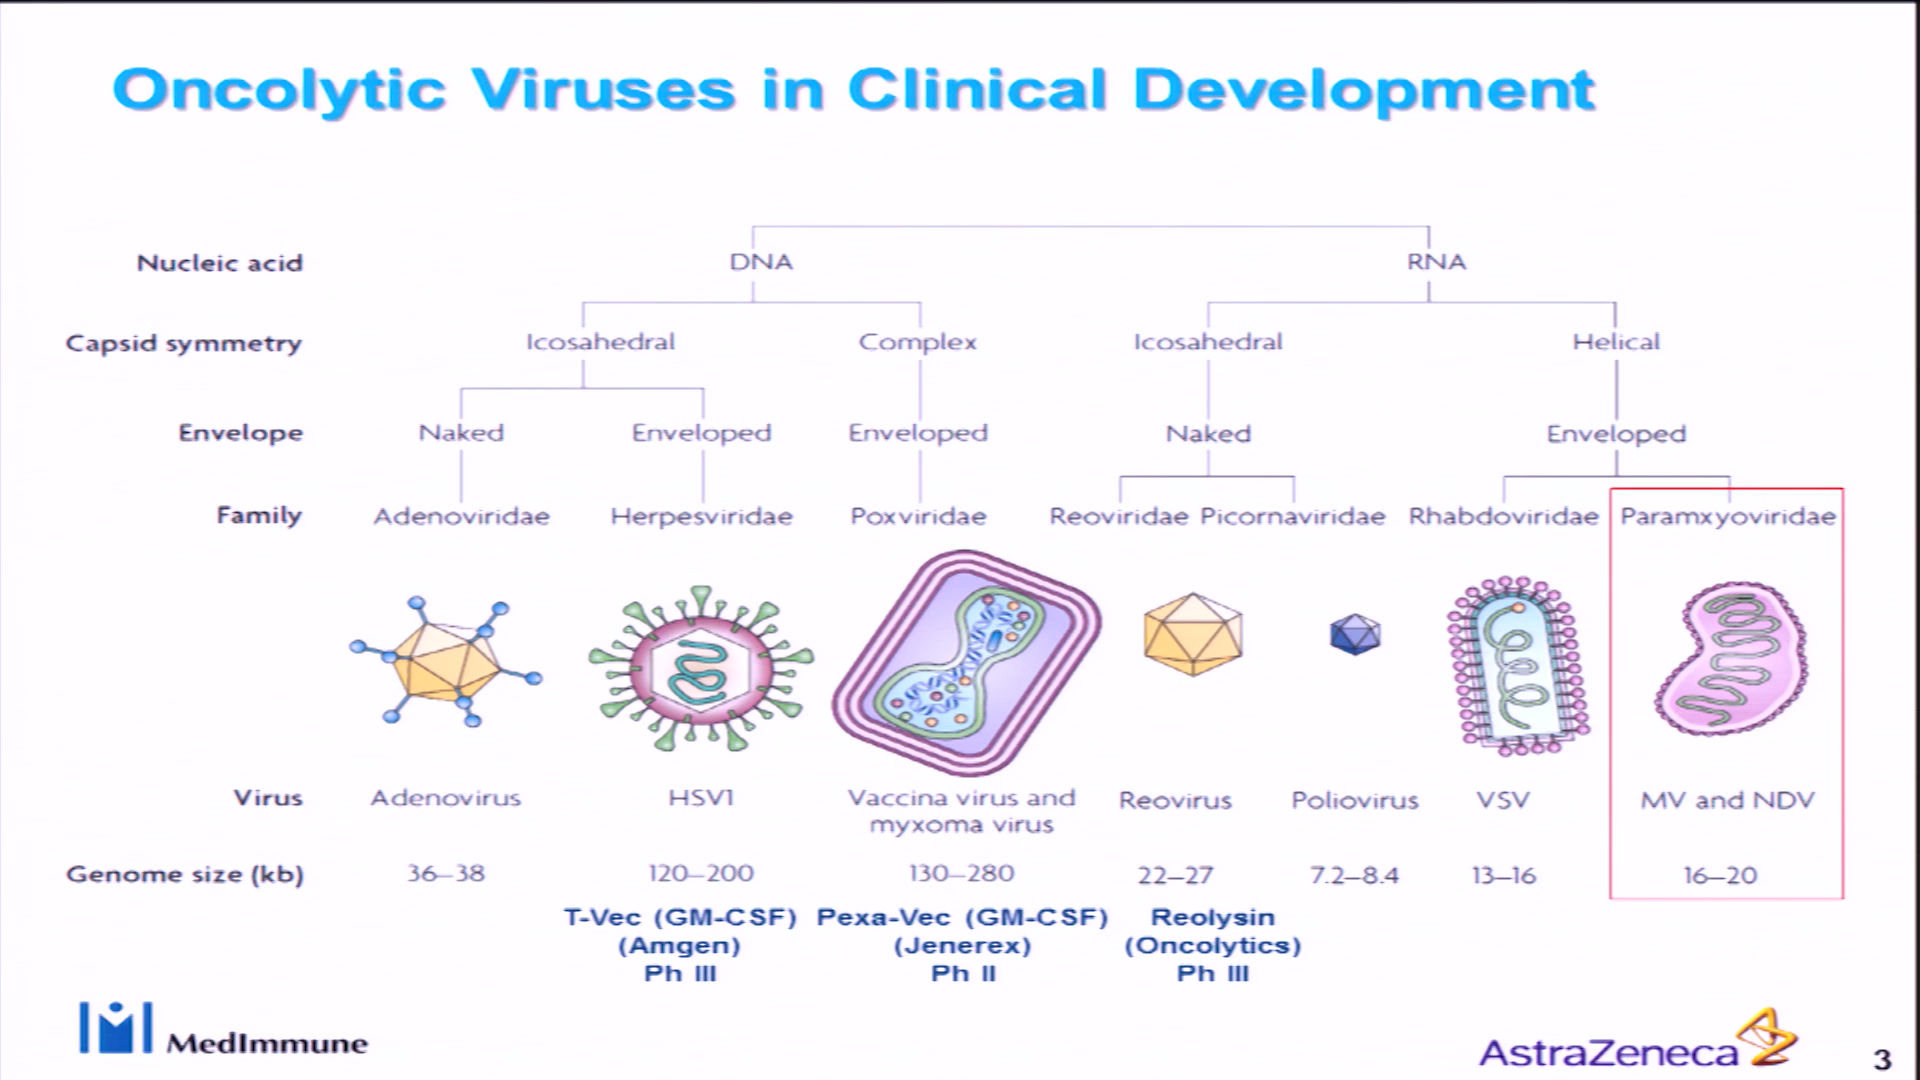 Oncolytic Viruses in Clinical Development
Nucleic acid DNA RNA
Capsid symmetry Icosahedral Complex Icosahedral Helical
Envelope Naked Enveloped Enveloped Naked Enveloped
Family Adenoviridae Herpesviridae Poxviridae Reoviridae Picornaviridae Rhabdoviridae Paramxyoviridae
Virus Adenovirus HSV1 Vaccina virus and myxoma virus Reovirus Poliovirus VSV MV and NDV
Genome size (kb) 36–38 120–200 130–280 22–27 7.2–8.4 13–16 16–20
T-Vec (GM-CSF) Pexa-Vec (GM-CSF) Reolysin
(Amgen) (Jenerex) (Oncolytics)
Ph III Ph II Ph III
MedImmune
AstraZeneca
3